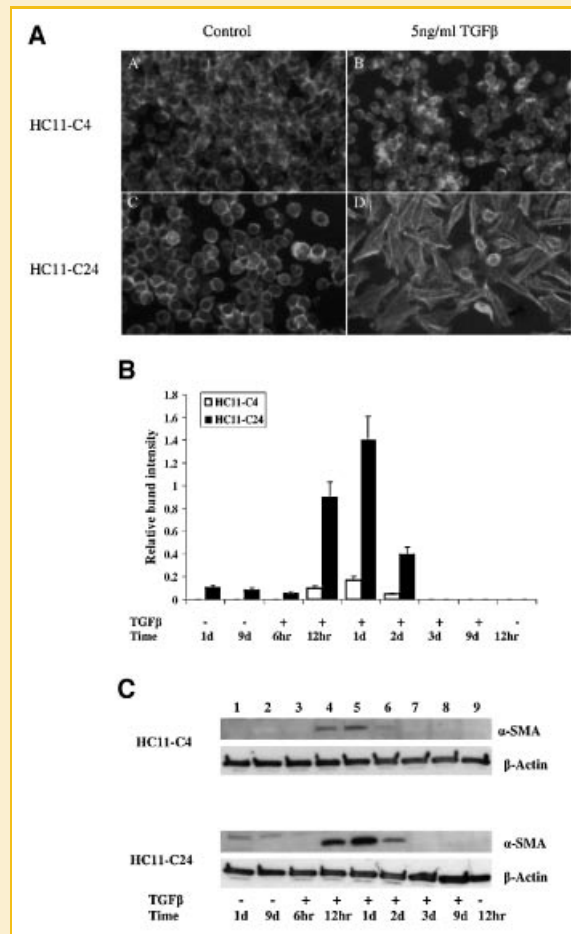 A
Control 5ng/ml TGFβ
HC11-C4
A B
HC11-C24
C D
B
1.8
1.6
1.4
1.2
1
0.8
0.6
0.4
0.2
0
Relative band intensity
HC11-C4
HC11-C24
TGFβ - - + + + + + + -
Time 1d 9d 6hr 12hr 1d 2d 3d 9d 12hr
C
1 2 3 4 5 6 7 8 9
HC11-C4
α-SMA
β-Actin
HC11-C24
α-SMA
β-Actin
TGFβ - - + + + + + + -
Time 1d 9d 6hr 12hr 1d 2d 3d 9d 12hr